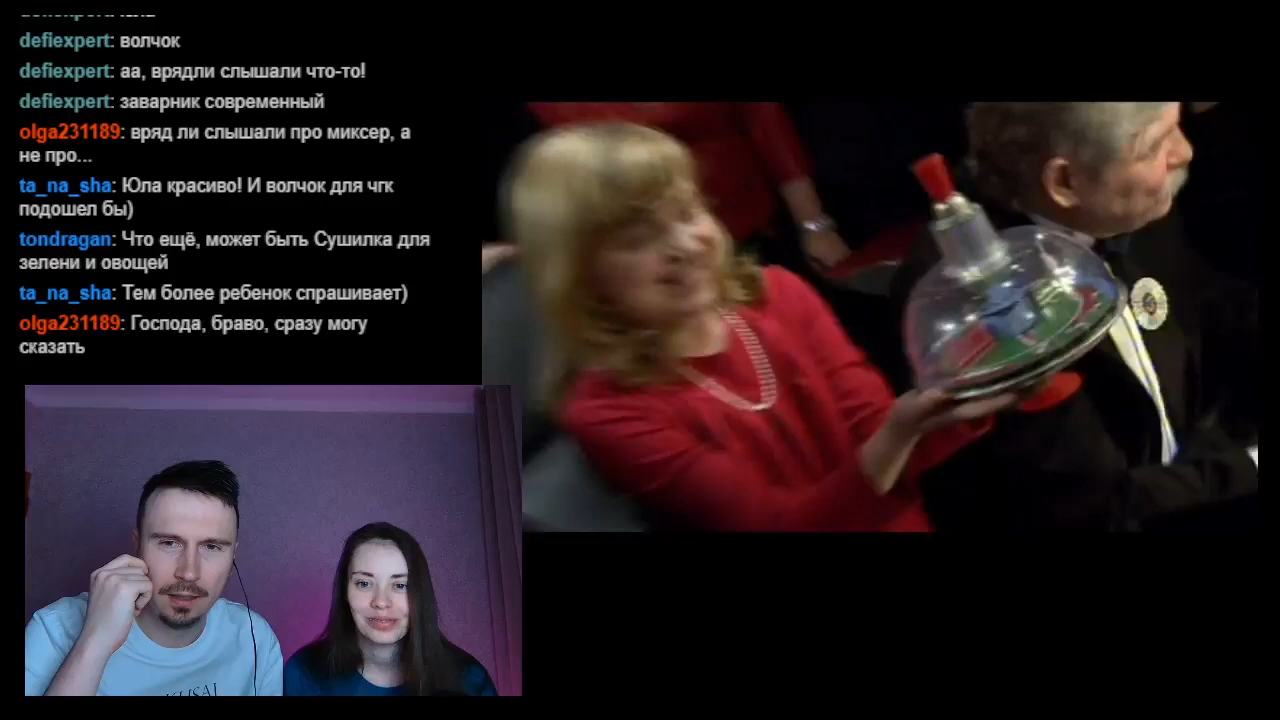 defiexpert: волчок
defiexpert: аа, врядли слышали что-то!
defiexpert: заварник современный
olga231189: вряд ли слышали про миксер, а
не про...
ta_na_sha: Юла красиво! И волчок для чгк
подошел бы)
tondragan: Что ещё, может быть Сушилка для
зелени и овощей
ta_na_sha: Тем более ребенок спрашивает)
olga231189: Господа, браво, сразу могу
сказать